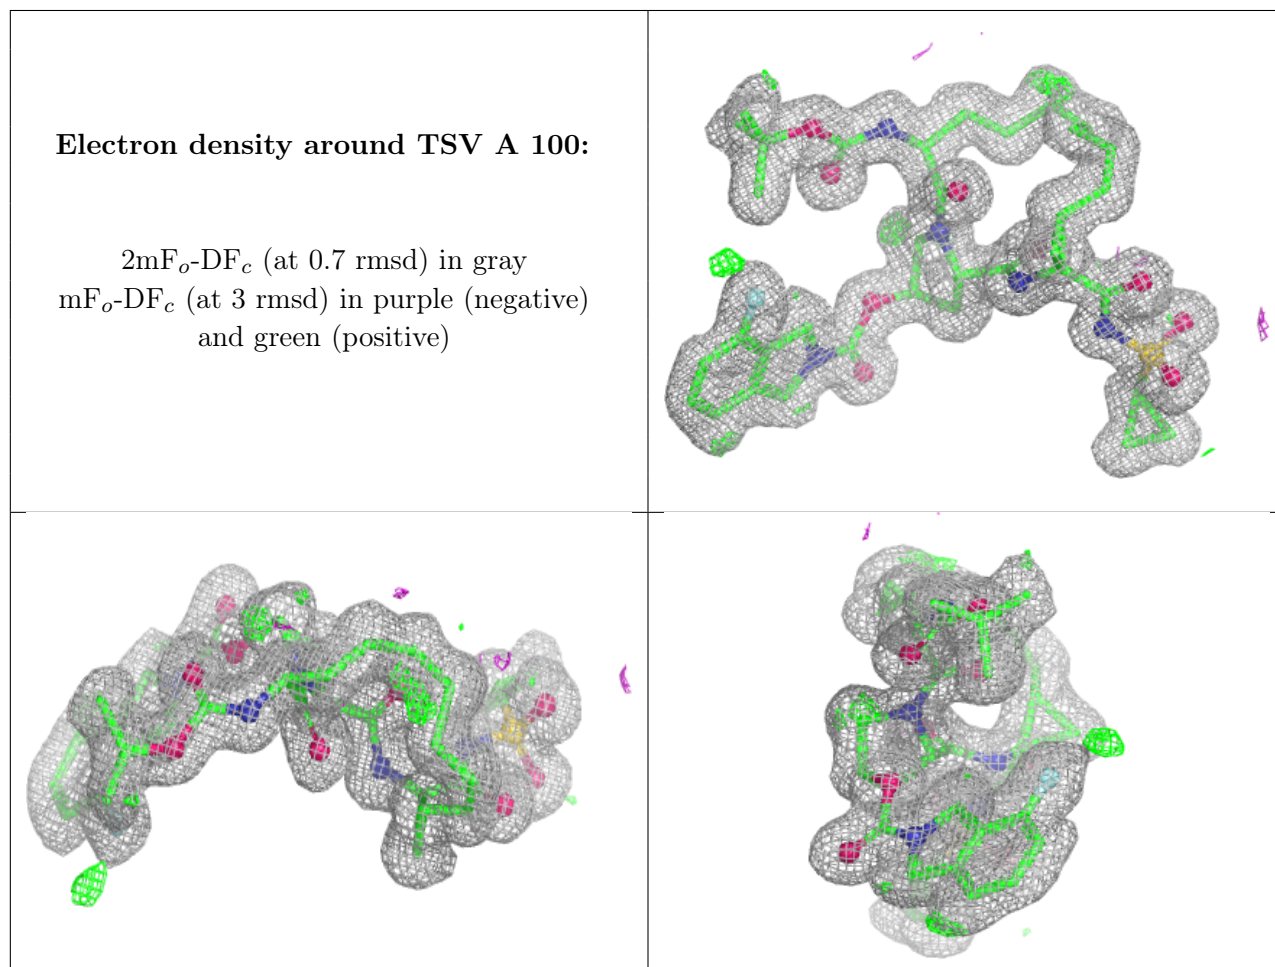 Electron density around TSV A 100:
2mFo-DFc (at 0.7 rmsd) in gray
mFo-DFc (at 3 rmsd) in purple (negative)
and green (positive)